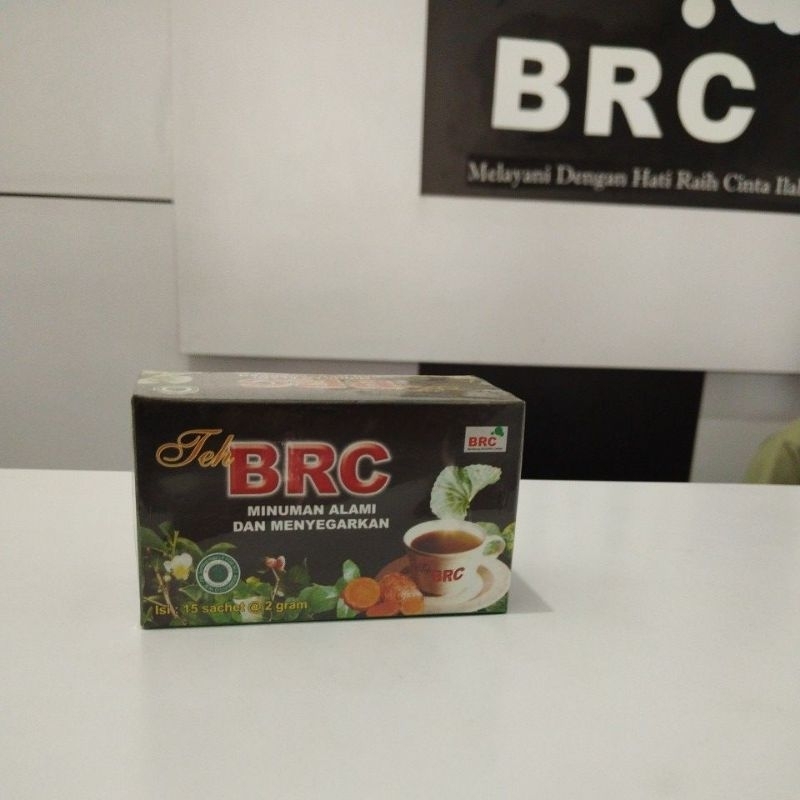 BRC
Melayani Dengan Hati Raih Cinta
Teh BRC
MINUMAN ALAMI
DAN MENYEGARKAN
BRC
BRC
Isi : 15 sachet @ 2 gram